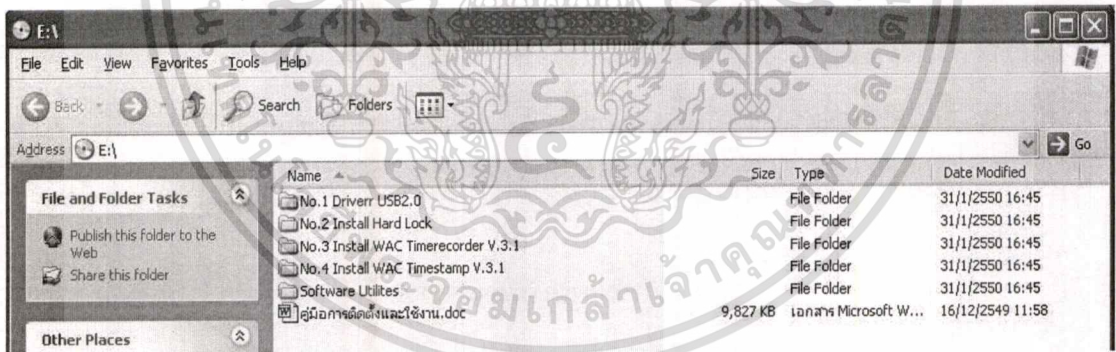 E:\
File Edit View Favorites Tools Help
Back Search Folders
Address E:\ Go
Name Size Type Date Modified
File and Folder Tasks
Publish this folder to the Web
Share this folder
Other Places
No.1 Driverr USB2.0 File Folder 31/1/2550 16:45
No.2 Install Hard Lock File Folder 31/1/2550 16:45
No.3 Install WAC Timerecorder V.3.1 File Folder 31/1/2550 16:45
No.4 Install WAC Timestamp V.3.1 File Folder 31/1/2550 16:45
Software Utilites File Folder 31/1/2550 16:45
คู่มือการติดตั้งและใช้งาน.doc 9,827 KB เอกสาร Microsoft W... 16/12/2549 11:58